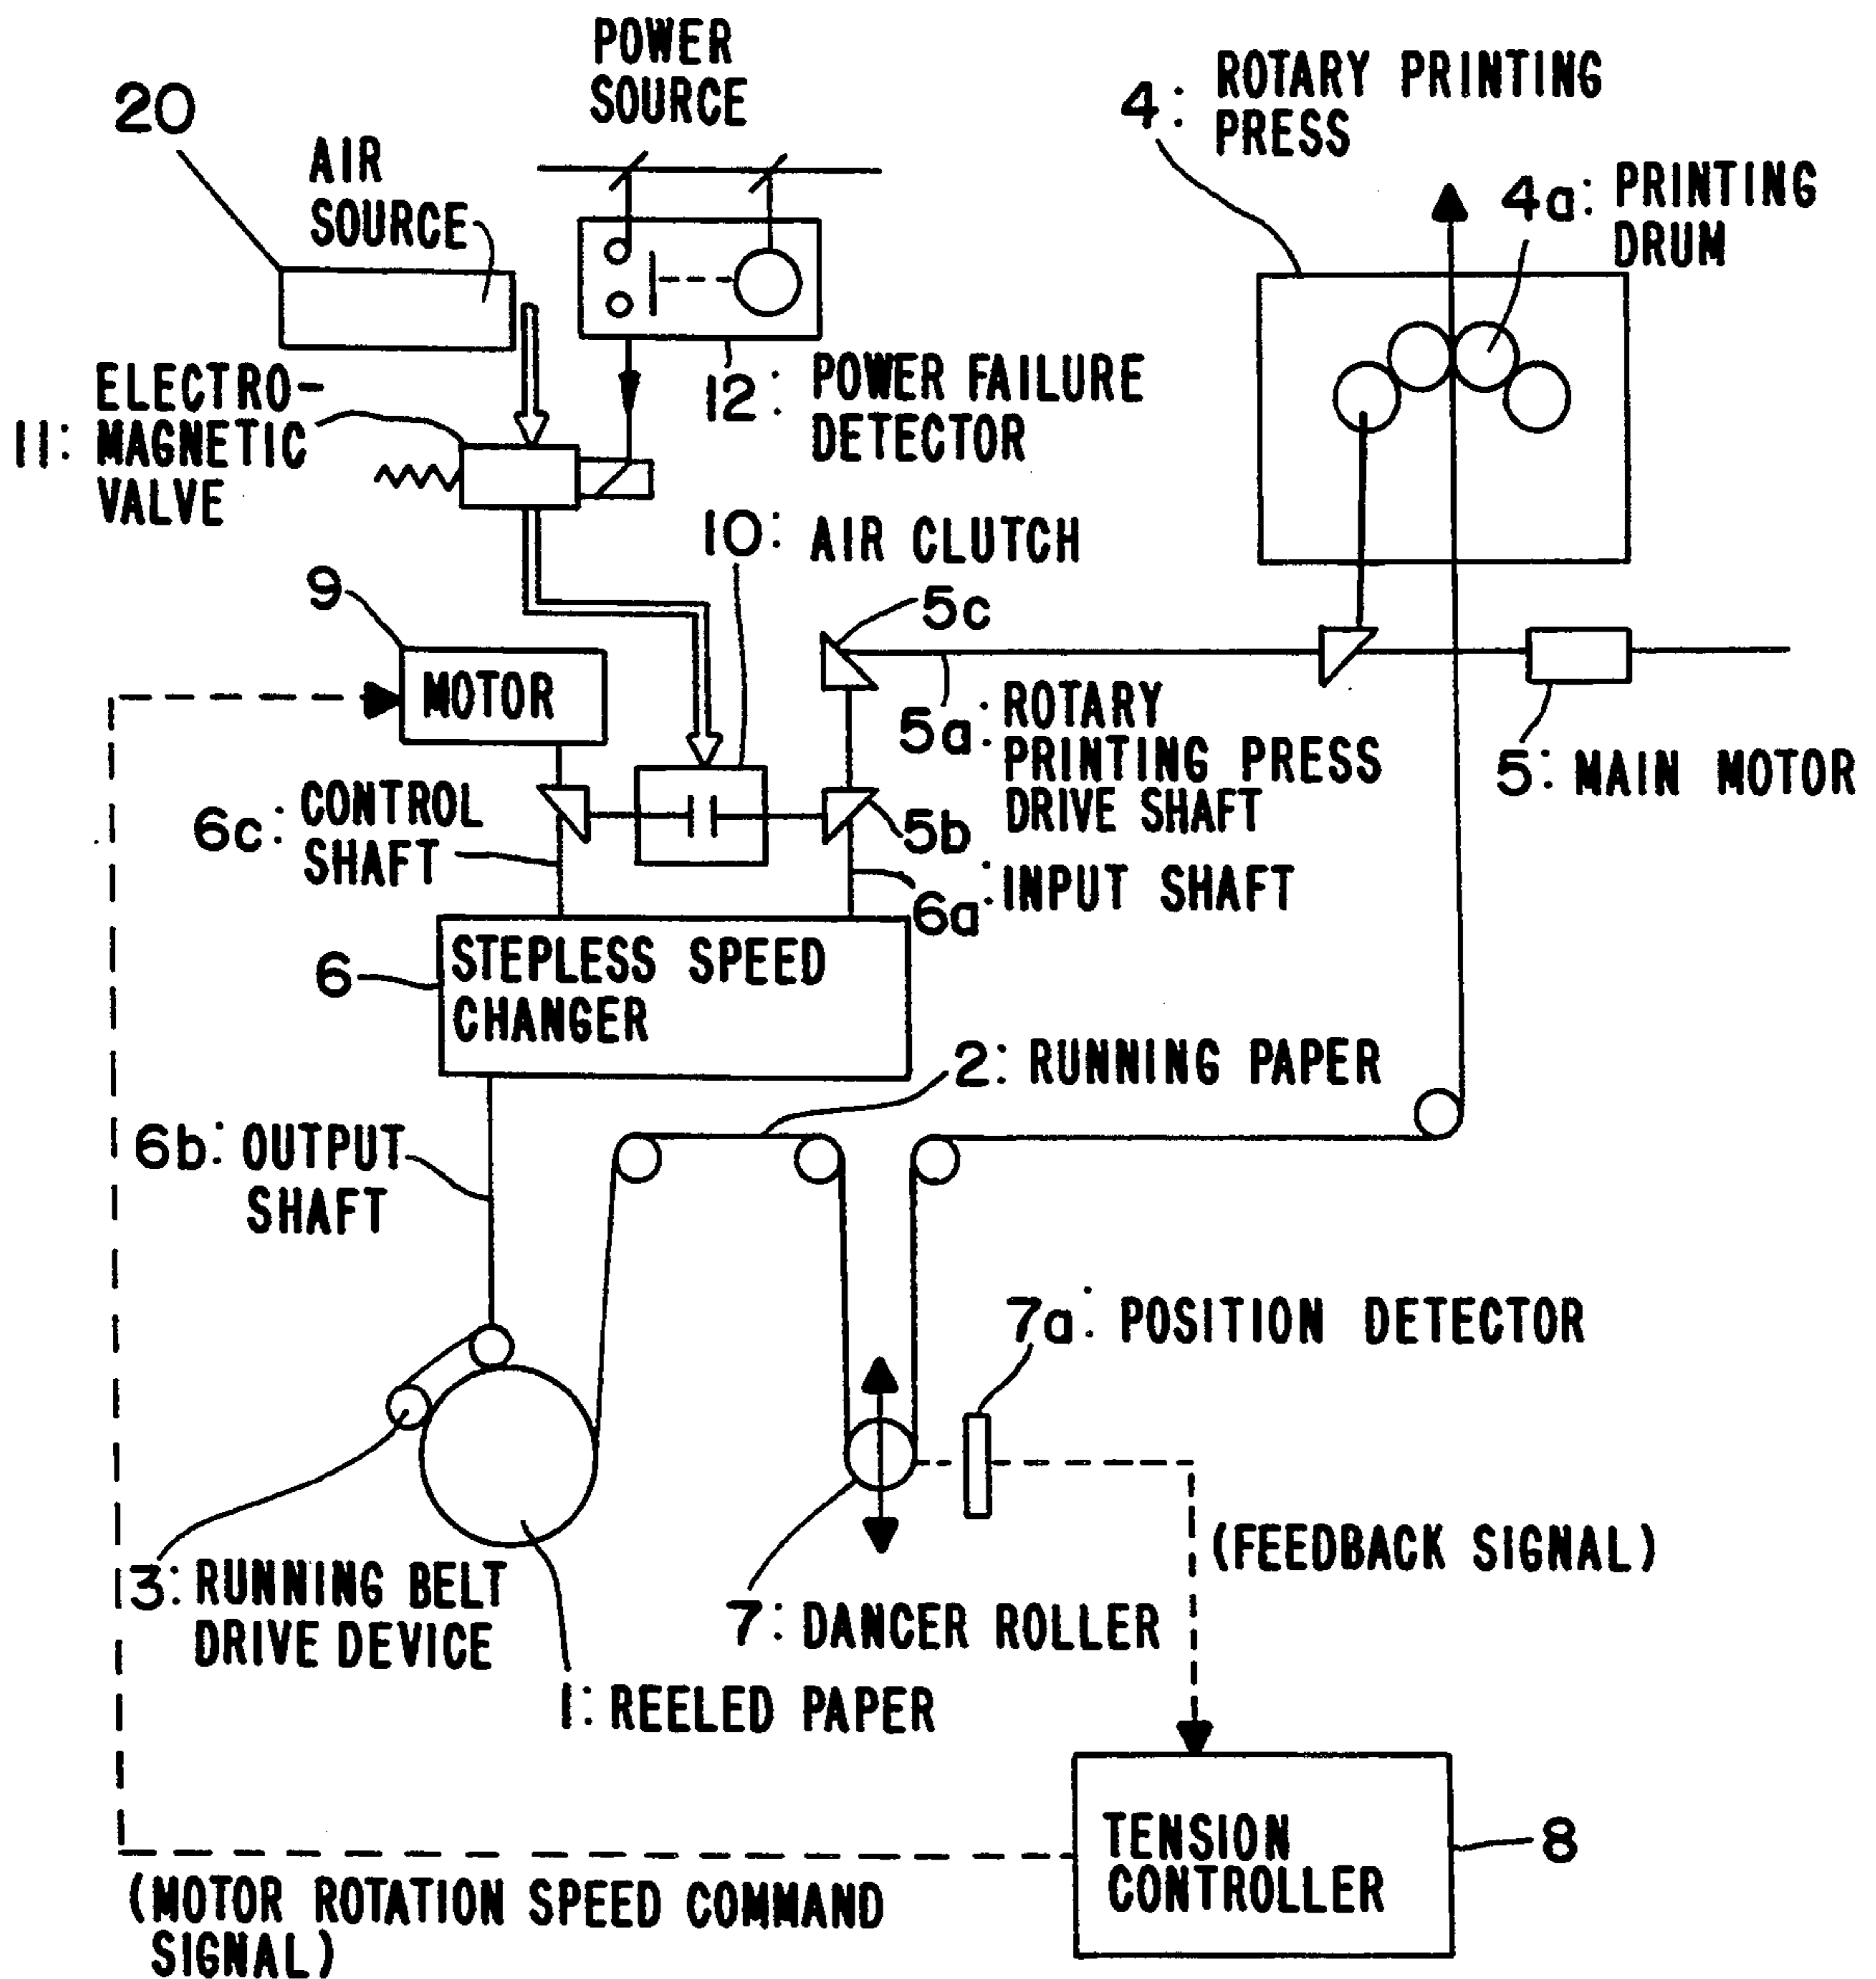 POWER
SOURCE
20
AIR
SOURCE
4: ROTARY PRINTING
PRESS
4a: PRINTING
DRUM
ELECTRO-
11: MAGNETIC
VALVE
12: POWER FAILURE
DETECTOR
10: AIR CLUTCH
9
MOTOR
5c
5a: ROTARY
PRINTING PRESS
DRIVE SHAFT
5: MAIN MOTOR
6c: CONTROL
SHAFT
5b
6a: INPUT SHAFT
6
STEPLESS SPEED
CHANGER
2: RUNNING PAPER
6b: OUTPUT
SHAFT
7a: POSITION DETECTOR
(FEEDBACK SIGNAL)
3: RUNNING BELT
DRIVE DEVICE
7: DANCER ROLLER
1: REELED PAPER
TENSION
CONTROLLER
8
(MOTOR ROTATION SPEED COMMAND
SIGNAL)